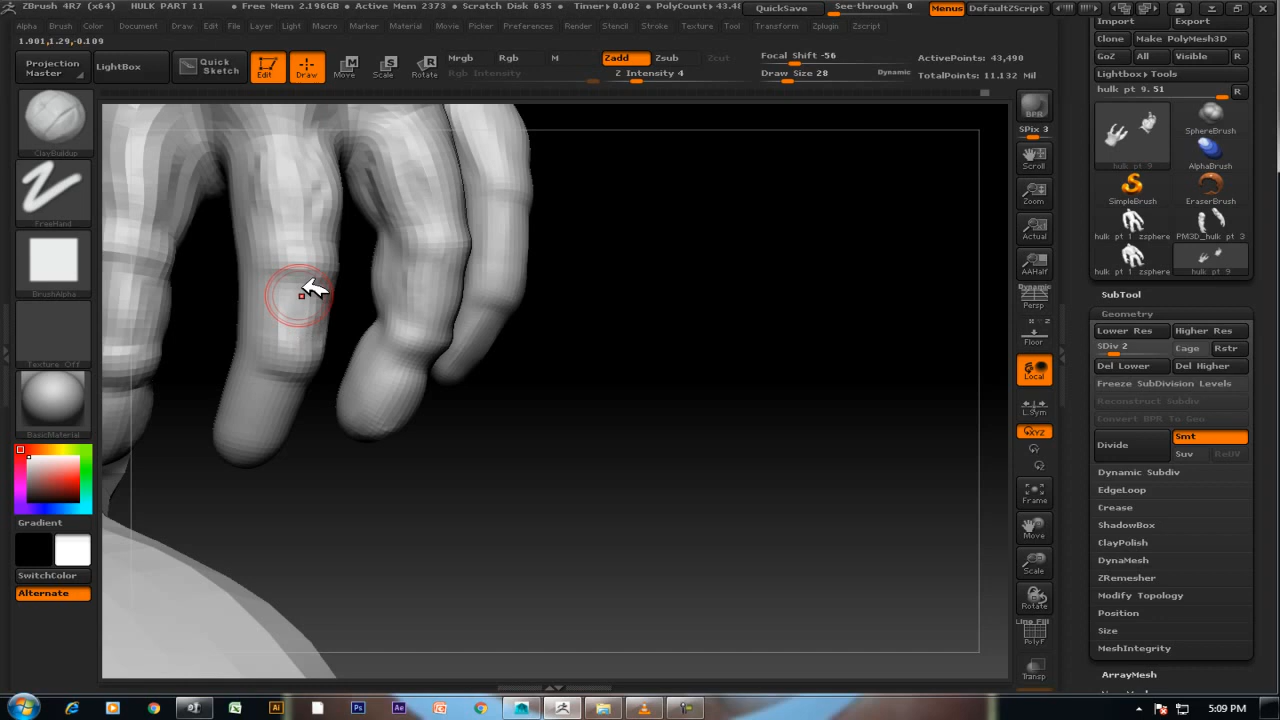 ZBrush 4R7 (x64) HULK PART 11 • Free Mem 2.196GB • Active Mem 2373 • Scratch Disk 635 • Timer▸0.002 • PolyCount▸43.4 QuickSave See-through 0 Menus DefaultZScript
Alpha Brush Color Document Draw Edit File Layer Light Macro Marker Material Movie Picker Preferences Render Stencil Stroke Texture Tool Transform Zplugin Zscript
1.901,1.29,-0.109
Projection Master
LightBox
Quick Sketch
Edit
Draw
Move
Scale
Rotate
Mrgb Rgb M
Rgb Intensity
Zadd Zsub Zcut
Z Intensity 4
Focal Shift -56
Draw Size 28
Dynamic
ActivePoints: 43,490
TotalPoints: 11.132 Mil
ClayBuildup
FreeHand
BrushAlpha
Texture Off
BasicMaterial
Gradient
SwitchColor
Alternate
BPR
SPix 3
Scroll
Zoom
Actual
AAHalf
Dynamic
Persp
Floor
Local
L.Sym
XYZ
Frame
Move
Scale
Rotate
Line Fill
PolyF
Transp
Import Export
Clone Make PolyMesh3D
GoZ All Visible R
Lightbox▸Tools
hulk pt 9. 51 R
hulk pt 9
SphereBrush
AlphaBrush
SimpleBrush EraserBrush
hulk pt 1_zsphere PM3D_hulk pt 3
hulk pt 1_zsphere hulk pt 9
SubTool
Geometry
Lower Res Higher Res
SDiv 2 Cage Rstr
Del Lower Del Higher
Freeze SubDivision Levels
Reconstruct Subdiv
Convert BPR To Geo
Divide Smt
Suv ReUV
Dynamic Subdiv
EdgeLoop
Crease
ShadowBox
ClayPolish
DynaMesh
ZRemesher
Modify Topology
Position
Size
MeshIntegrity
ArrayMesh
5:09 PM